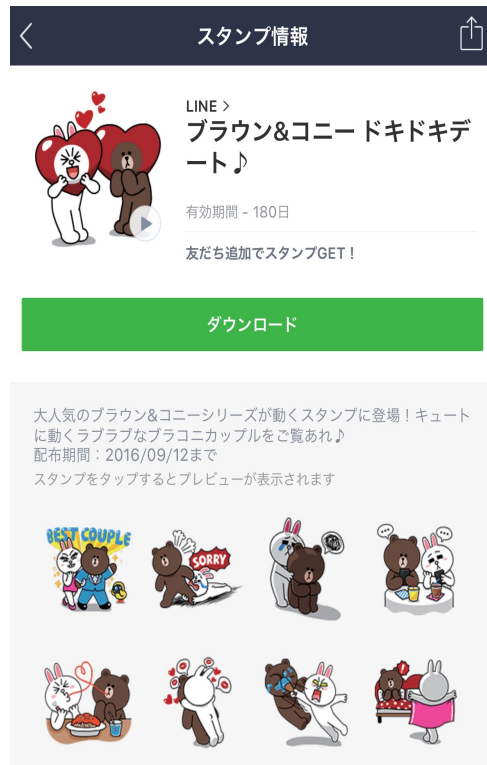 スタンプ情報
LINE >
ブラウン&コニー ドキドキデ
ート♪
有効期間 - 180日
友だち追加でスタンプGET！
ダウンロード
大人気のブラウン&コニーシリーズが動くスタンプに登場！キュート
に動くラブラブなブラコニカップルをご覧あれ♪
配布期間：2016/09/12まで
スタンプをタップするとプレビューが表示されます
BEST COUPLE
SORRY